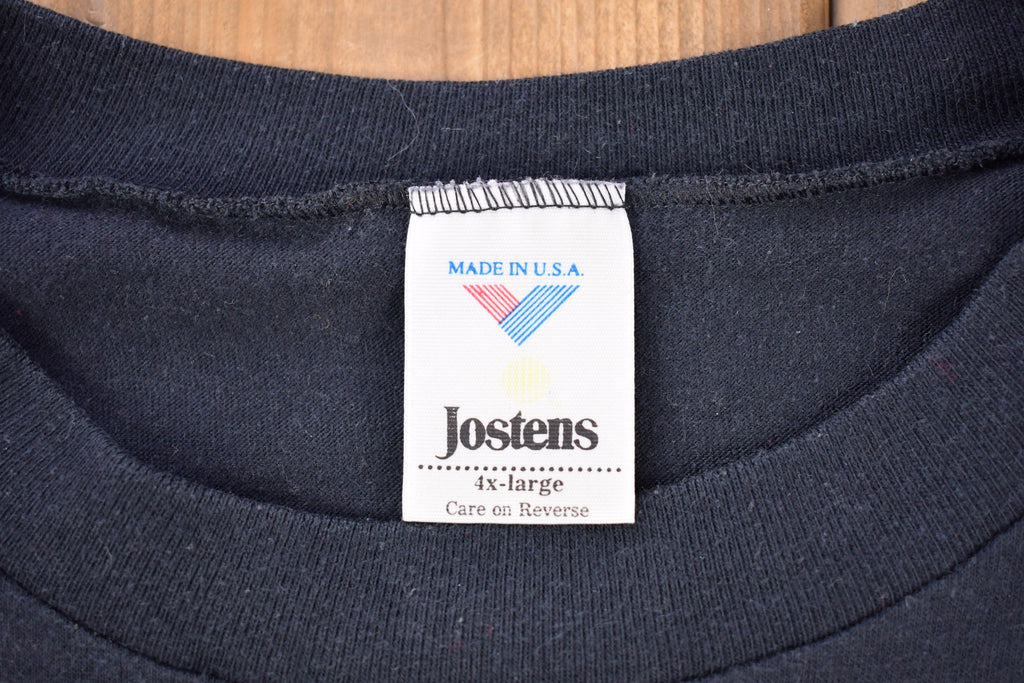 MADE IN U.S.A.
Jostens
4x-large
Care on Reverse